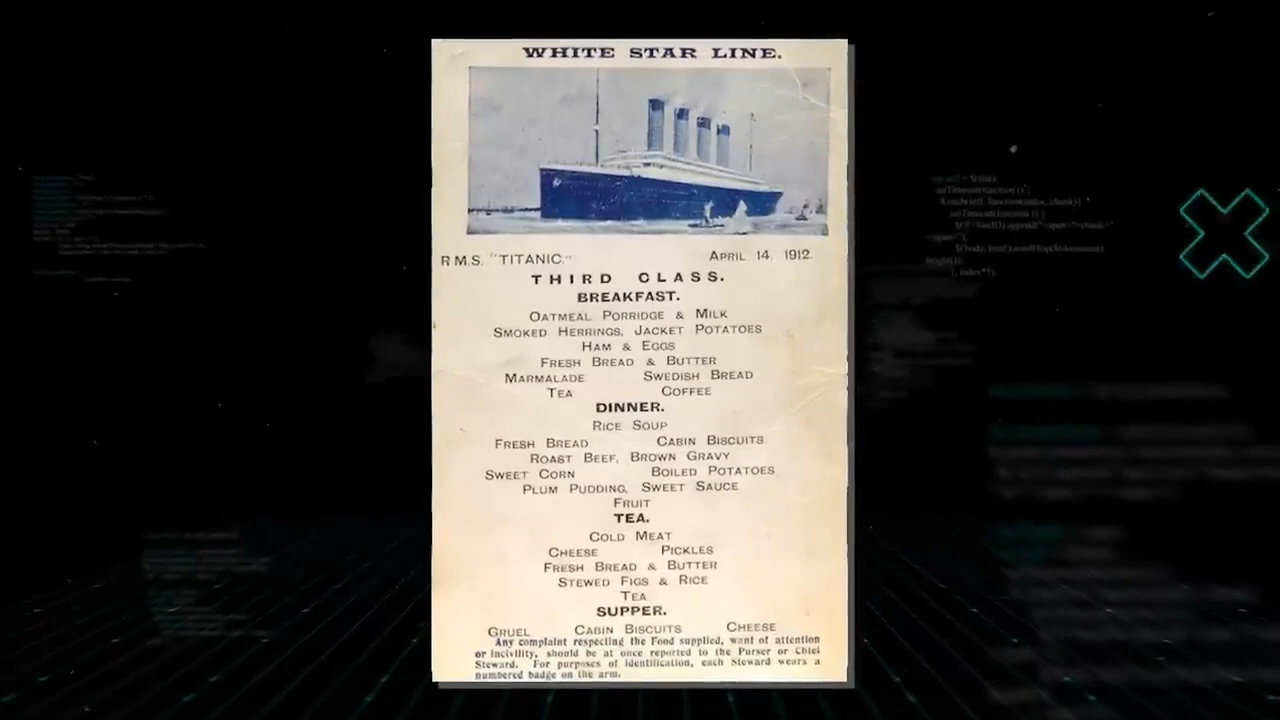 WHITE STAR LINE.
R.M.S. "TITANIC." APRIL 14, 1912.
THIRD CLASS.
BREAKFAST.
OATMEAL PORRIDGE & MILK
SMOKED HERRINGS, JACKET POTATOES
HAM & EGGS
FRESH BREAD & BUTTER
MARMALADE SWEDISH BREAD
TEA COFFEE
DINNER.
RICE SOUP
FRESH BREAD CABIN BISCUITS
ROAST BEEF, BROWN GRAVY
SWEET CORN BOILED POTATOES
PLUM PUDDING, SWEET SAUCE
FRUIT
TEA.
COLD MEAT
CHEESE PICKLES
FRESH BREAD & BUTTER
STEWED FIGS & RICE
TEA
SUPPER.
GRUEL CABIN BISCUITS CHEESE
Any complaint respecting the Food supplied, want of attention
or incivility, should be at once reported to the Purser or Chief
Steward. For purposes of identification, each Steward wears a
numbered badge on the arm.